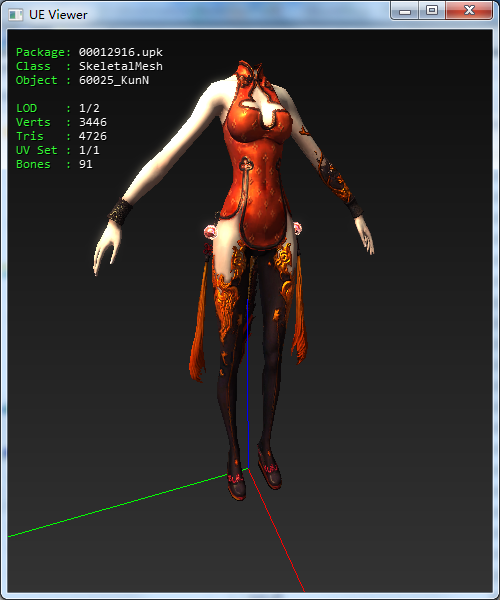 UE Viewer
Package: 00012916.upk
Class : SkeletalMesh
Object : 60025_KunN
LOD : 1/2
Verts : 3446
Tris : 4726
UV Set : 1/1
Bones : 91